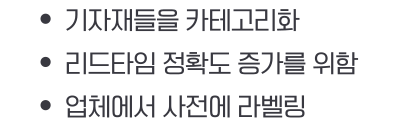 • 기자재들을 카테고리화
• 리드타임 정확도 증가를 위함
• 업체에서 사전에 라벨링